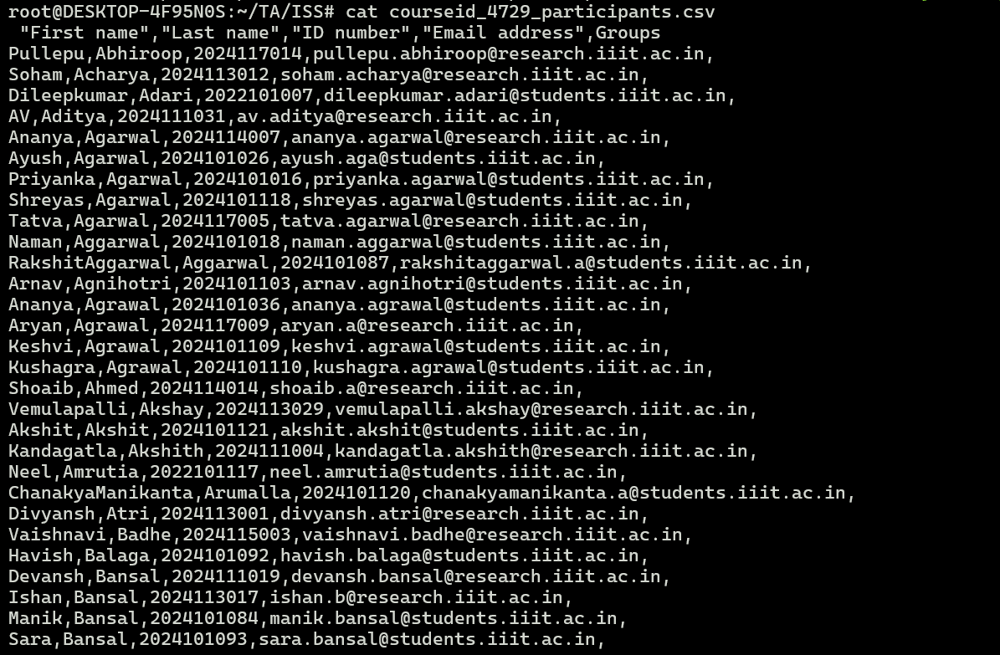 root@DESKTOP-4F95N0S:~/TA/ISS# cat courseid_4729_participants.csv
"First name","Last name","ID number","Email address",Groups
Pullepu,Abhiroop,2024117014,pullepu.abhiroop@research.iiit.ac.in,
Soham,Acharya,2024113012,soham.acharya@research.iiit.ac.in,
Dileepkumar,Adari,2022101007,dileepkumar.adari@students.iiit.ac.in,
AV,Aditya,2024111031,av.aditya@research.iiit.ac.in,
Ananya,Agarwal,2024114007,ananya.agarwal@research.iiit.ac.in,
Ayush,Agarwal,2024101026,ayush.aga@students.iiit.ac.in,
Priyanka,Agarwal,2024101016,priyanka.agarwal@students.iiit.ac.in,
Shreyas,Agarwal,2024101118,shreyas.agarwal@students.iiit.ac.in,
Tatva,Agarwal,2024117005,tatva.agarwal@research.iiit.ac.in,
Naman,Aggarwal,2024101018,naman.aggarwal@students.iiit.ac.in,
RakshitAggarwal,Aggarwal,2024101087,rakshitaggarwal.a@students.iiit.ac.in,
Arnav,Agnihotri,2024101103,arnav.agnihotri@students.iiit.ac.in,
Ananya,Agrawal,2024101036,ananya.agrawal@students.iiit.ac.in,
Aryan,Agrawal,2024117009,aryan.a@research.iiit.ac.in,
Keshvi,Agrawal,2024101109,keshvi.agrawal@students.iiit.ac.in,
Kushagra,Agrawal,2024101110,kushagra.agrawal@students.iiit.ac.in,
Shoaib,Ahmed,2024114014,shoaib.a@research.iiit.ac.in,
Vemulapalli,Akshay,2024113029,vemulapalli.akshay@research.iiit.ac.in,
Akshit,Akshit,2024101121,akshit.akshit@students.iiit.ac.in,
Kandagatla,Akshith,2024111004,kandagatla.akshith@research.iiit.ac.in,
Neel,Amrutia,2022101117,neel.amrutia@students.iiit.ac.in,
ChanakyaManikanta,Arumalla,2024101120,chanakyamanikanta.a@students.iiit.ac.in,
Divyansh,Atri,2024113001,divyansh.atri@research.iiit.ac.in,
Vaishnavi,Badhe,2024115003,vaishnavi.badhe@research.iiit.ac.in,
Havish,Balaga,2024101092,havish.balaga@students.iiit.ac.in,
Devansh,Bansal,2024111019,devansh.bansal@research.iiit.ac.in,
Ishan,Bansal,2024113017,ishan.b@research.iiit.ac.in,
Manik,Bansal,2024101084,manik.bansal@students.iiit.ac.in,
Sara,Bansal,2024101093,sara.bansal@students.iiit.ac.in,